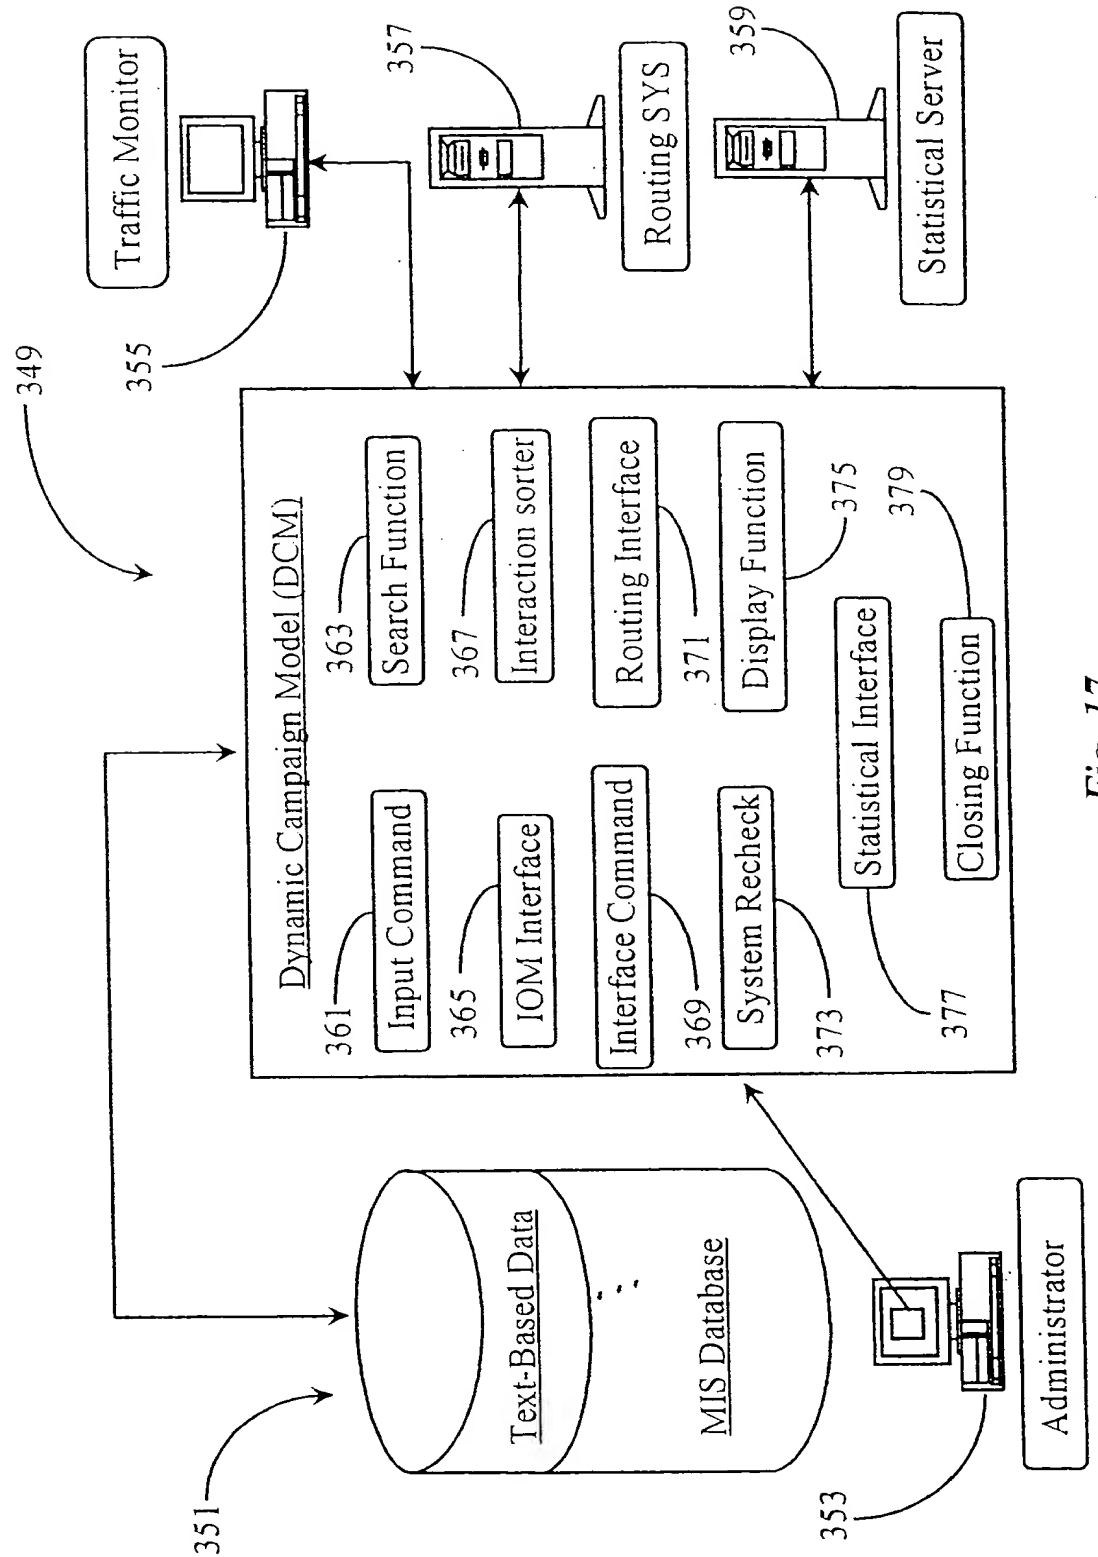 349
351
355
Traffic Monitor
357
Routing SYS
359
Statistical Server
Dynamic Campaign Model (DCM)
361
Input Command
363
Search Function
365
IOM Interface
367
Interaction sorter
Interface Command
369
Routing Interface
371
System Recheck
373
Display Function
375
Statistical Interface
377
379
Closing Function
Text-Based Data
MIS Database
353
Administrator
Fig. 17